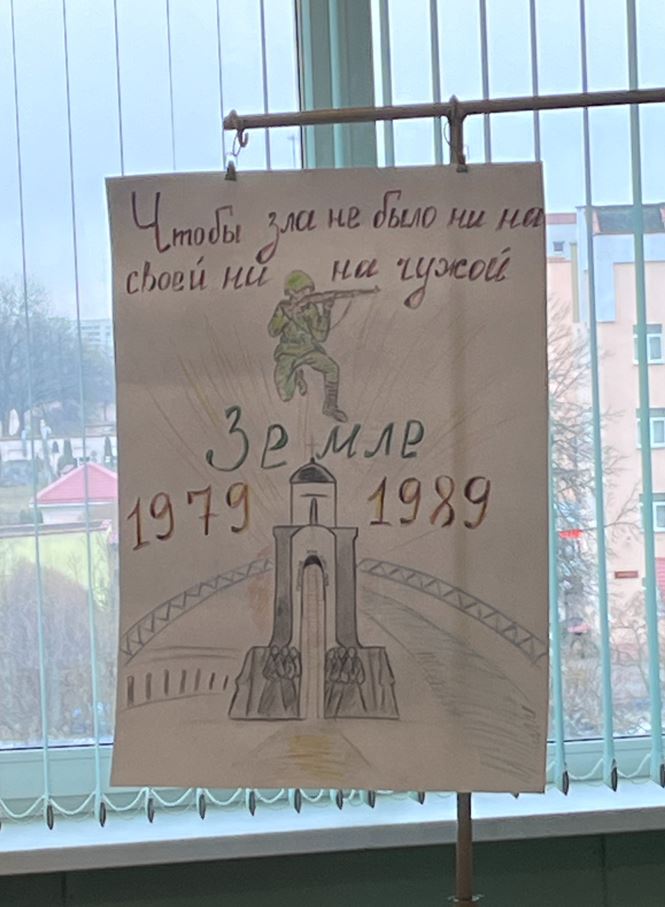 Чтобы зла не было ни на
своей ни на чужой
Земле
1979 1989